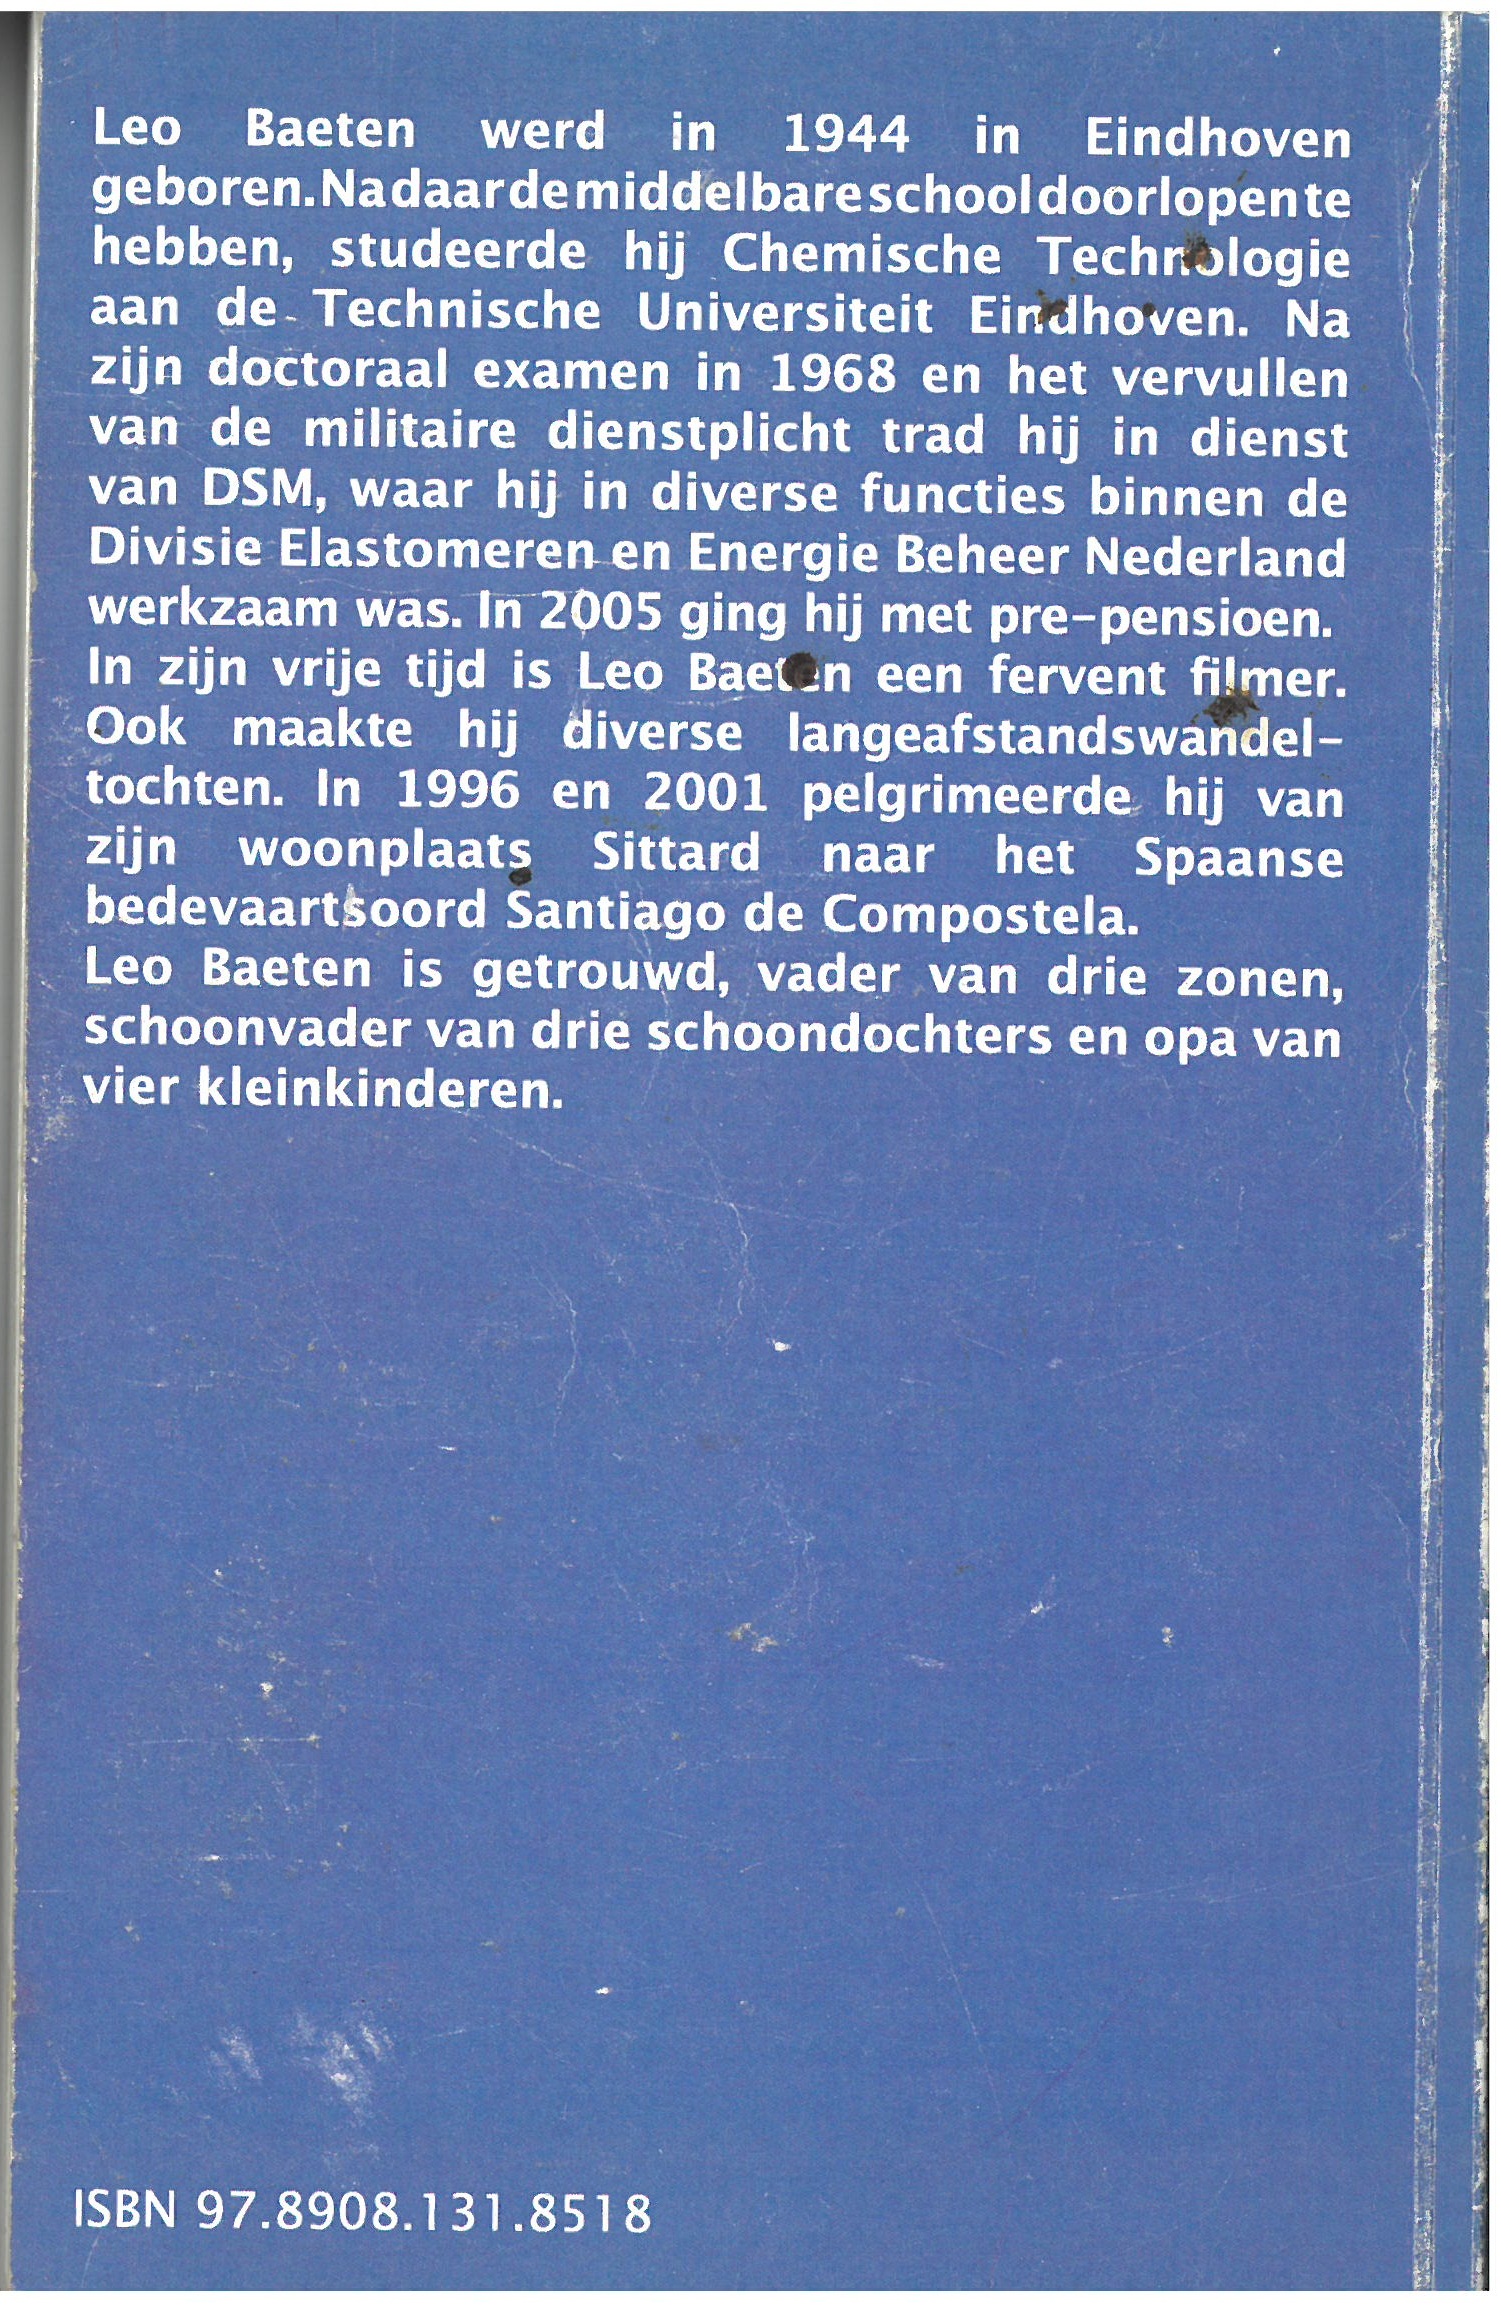 Leo Baeten werd in 1944 in Eindhoven
geboren. Na daar de middelbare school doorlopen te
hebben, studeerde hij Chemische Technologie
aan de Technische Universiteit Eindhoven. Na
zijn doctoraal examen in 1968 en het vervullen
van de militaire dienstplicht trad hij in dienst
van DSM, waar hij in diverse functies binnen de
Divisie Elastomeren en Energie Beheer Nederland
werkzaam was. In 2005 ging hij met pre-pensioen.
In zijn vrije tijd is Leo Baeten een fervent filmer.
Ook maakte hij diverse langeafstandswandel-
tochten. In 1996 en 2001 pelgrimeerde hij van
zijn woonplaats Sittard naar het Spaanse
bedevaartsoord Santiago de Compostela.
Leo Baeten is getrouwd, vader van drie zonen,
schoonvader van drie schoondochters en opa van
vier kleinkinderen.
ISBN 97.8908.131.8518